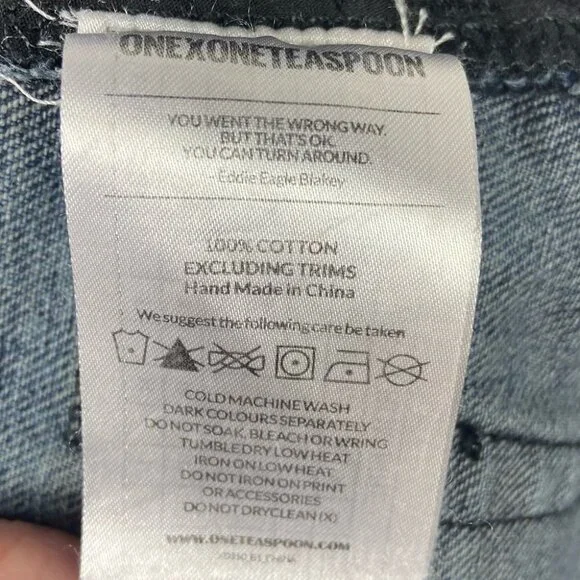 ONEXONETEASPOON
YOU WENT THE WRONG WAY.
BUT THAT'S OK.
YOU CAN TURN AROUND.
-Eddie Eagle Blakey
100% COTTON
EXCLUDING TRIMS
Hand Made in China
We suggest the following care be taken
COLD MACHINE WASH
DARK COLOURS SEPARATELY
DO NOT SOAK, BLEACH OR WRING
TUMBLE DRY LOW HEAT
IRON ON LOW HEAT
DO NOT IRON ON PRINT
OR ACCESSORIES
DO NOT DRYCLEAN (X)
WWW.ONETEASPOON.COM